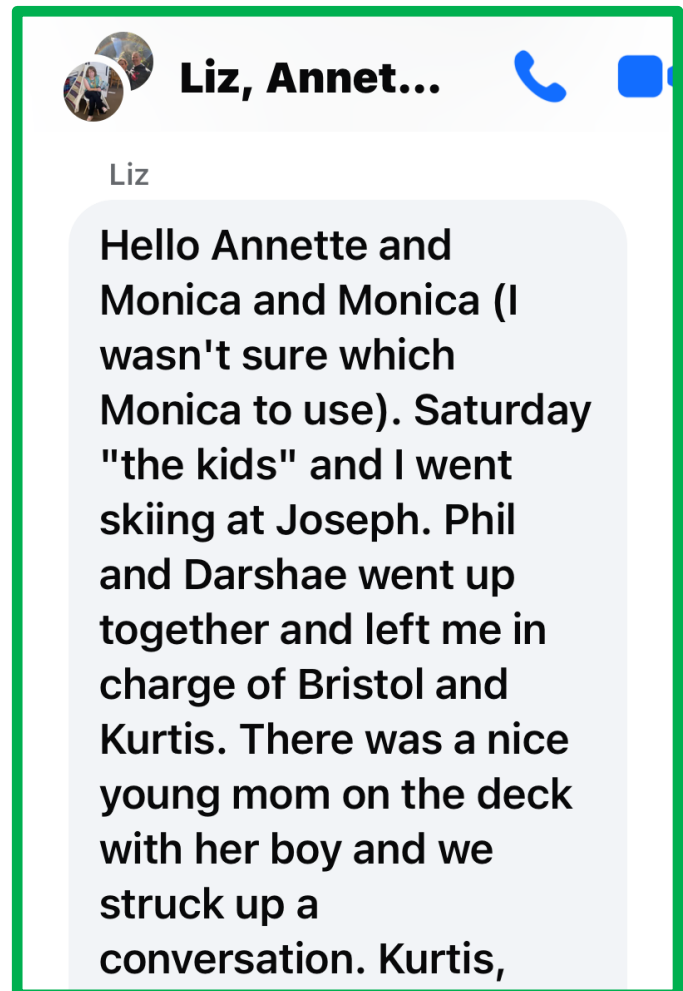 Liz, Annet...
Liz
Hello Annette and
Monica and Monica (I
wasn't sure which
Monica to use). Saturday
"the kids" and I went
skiing at Joseph. Phil
and Darshae went up
together and left me in
charge of Bristol and
Kurtis. There was a nice
young mom on the deck
with her boy and we
struck up a
conversation. Kurtis,